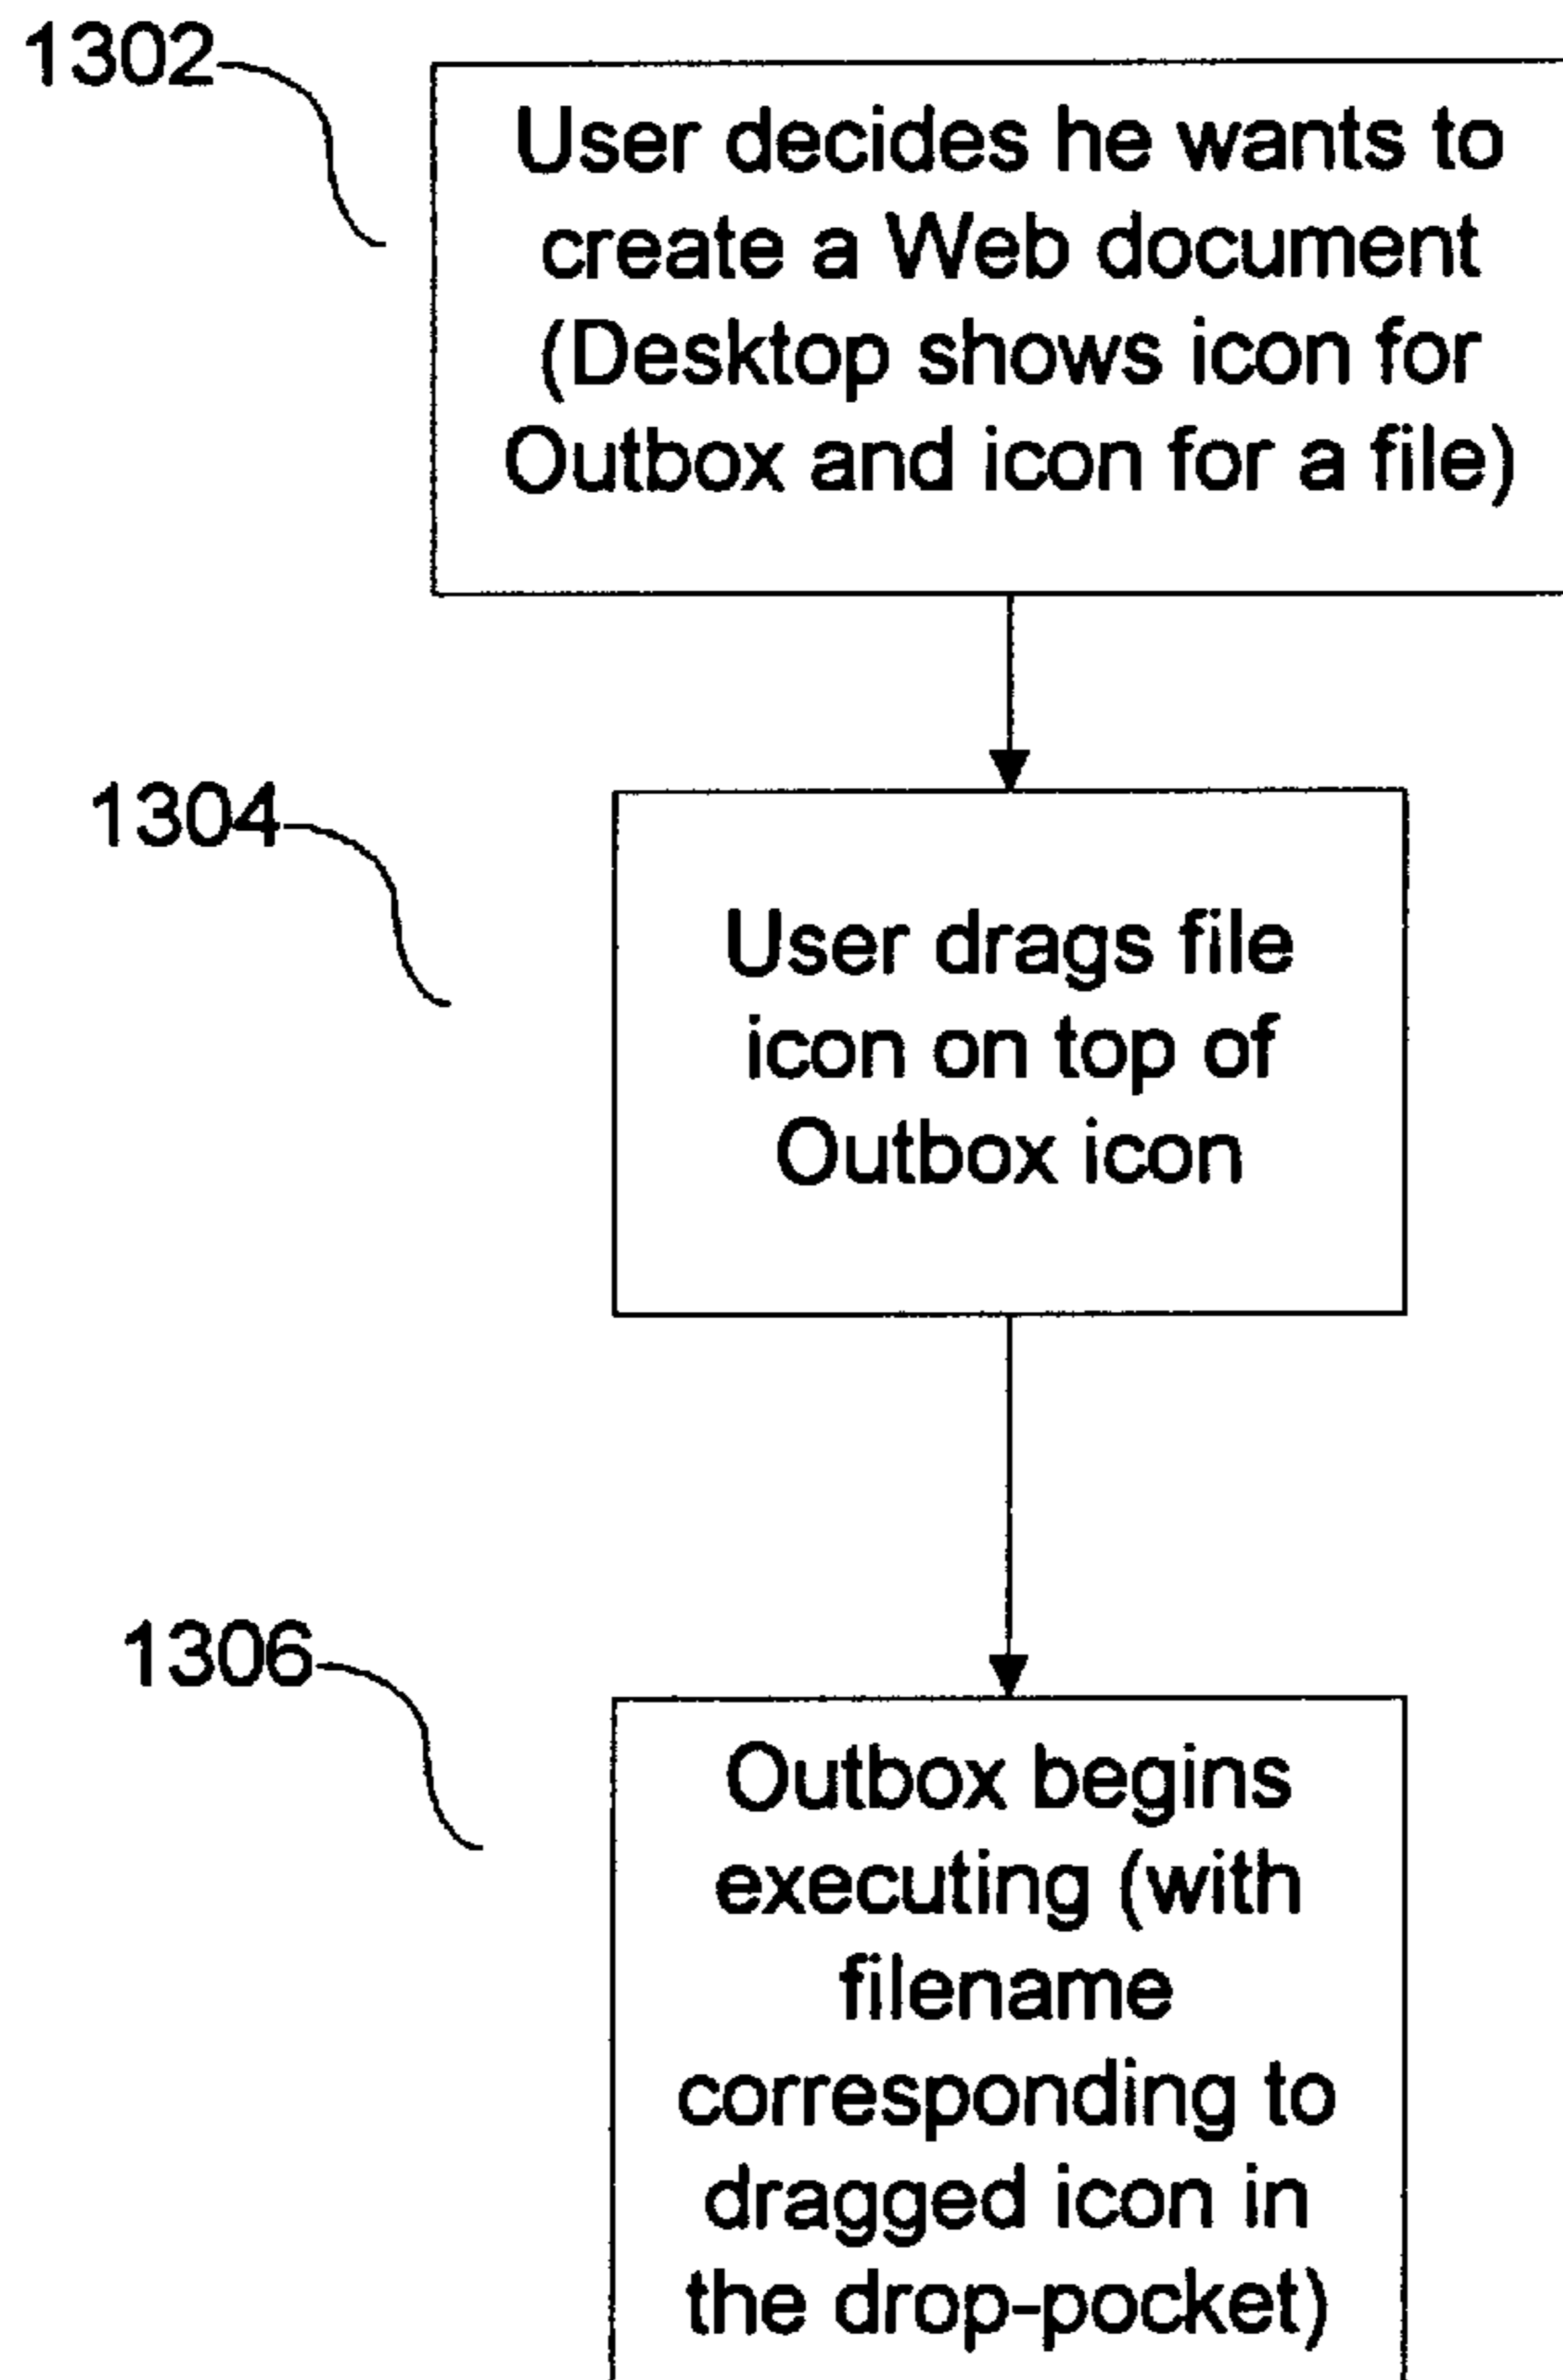 1302
User decides he wants to
create a Web document
(Desktop shows icon for
Outbox and icon for a file)
1304
User drags file
icon on top of
Outbox icon
1306
Outbox begins
executing (with
filename
corresponding to
dragged icon in
the drop-pocket)